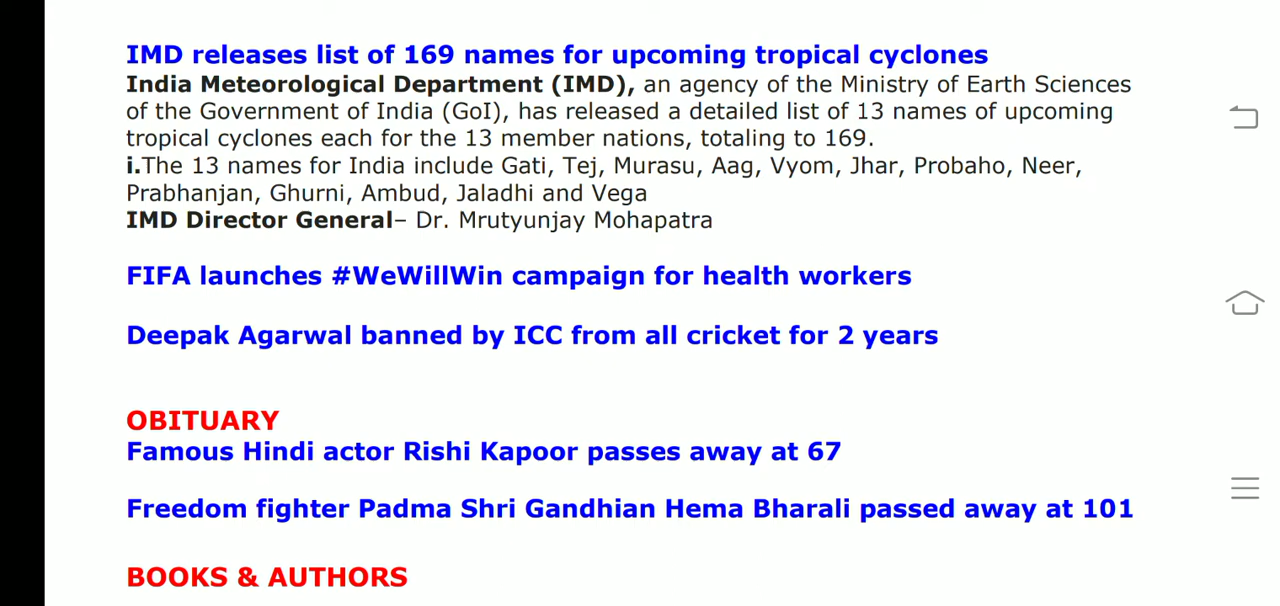 IMD releases list of 169 names for upcoming tropical cyclones
India Meteorological Department (IMD), an agency of the Ministry of Earth Sciences
of the Government of India (GoI), has released a detailed list of 13 names of upcoming
tropical cyclones each for the 13 member nations, totaling to 169.
i.The 13 names for India include Gati, Tej, Murasu, Aag, Vyom, Jhar, Probaho, Neer,
Prabhanjan, Ghurni, Ambud, Jaladhi and Vega
IMD Director General– Dr. Mrutyunjay Mohapatra
FIFA launches #WeWillWin campaign for health workers
Deepak Agarwal banned by ICC from all cricket for 2 years
OBITUARY
Famous Hindi actor Rishi Kapoor passes away at 67
Freedom fighter Padma Shri Gandhian Hema Bharali passed away at 101
BOOKS & AUTHORS